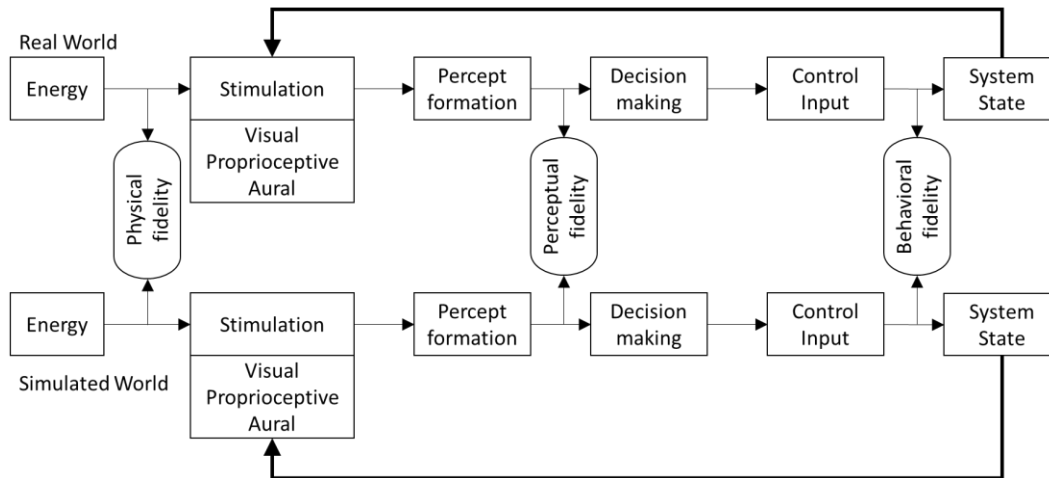 Real World
Energy
Stimulation
Visual
Proprioceptive
Aural
Percept
formation
Decision
making
Control
Input
System
State
Physical
fidelity
Perceptual
fidelity
Behavioral
fidelity
Energy
Stimulation
Visual
Proprioceptive
Aural
Percept
formation
Decision
making
Control
Input
System
State
Simulated World